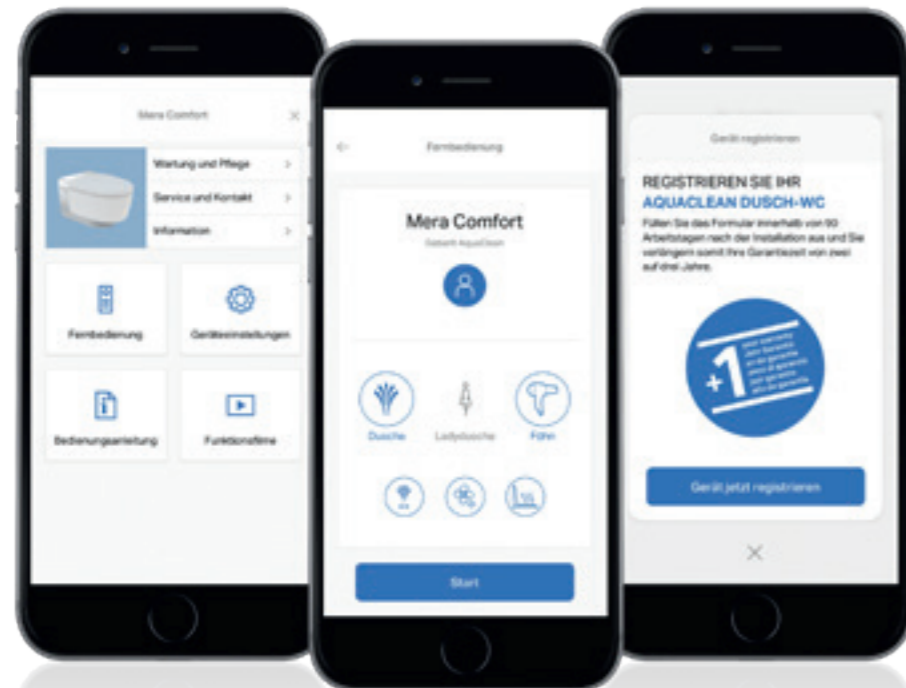 Mera Comfort
Wartung und Pflege
Service und Kontakt
Information
Fernbedienung
Geräteeinstellungen
Bedienungsanleitung
Funktionsfilme
Fernbedienung
Mera Comfort
Geberit AquaClean
Dusche
Ladydusche
Föhn
Start
Gerät registrieren
REGISTRIEREN SIE IHR
AQUACLEAN DUSCH-WC
Füllen Sie das Formular innerhalb von 90
Arbeitstagen nach der Installation aus und Sie
verlängern somit Ihre Garantiezeit von zwei
auf drei Jahre.
+1
Gerät jetzt registrieren